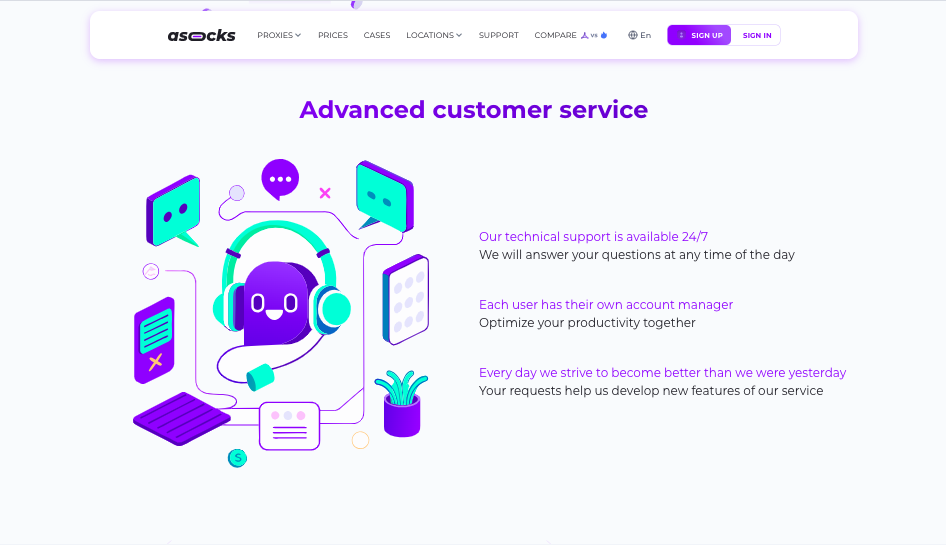 asocks
PROXIES
PRICES
CASES
LOCATIONS
SUPPORT
COMPARE VS
En
SIGN UP
SIGN IN
Advanced customer service
Our technical support is available 24/7
We will answer your questions at any time of the day
Each user has their own account manager
Optimize your productivity together
Every day we strive to become better than we were yesterday
Your requests help us develop new features of our service
$